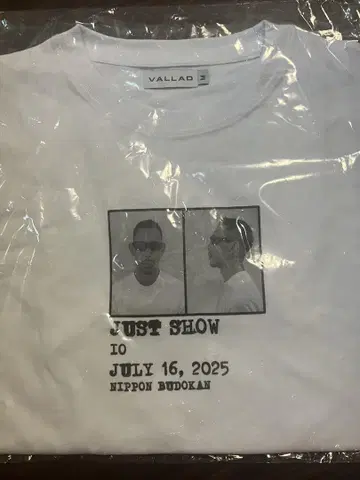 VALLAD M
JUST SHOW
IO
JULY 16, 2025
NIPPON BUDOKAN